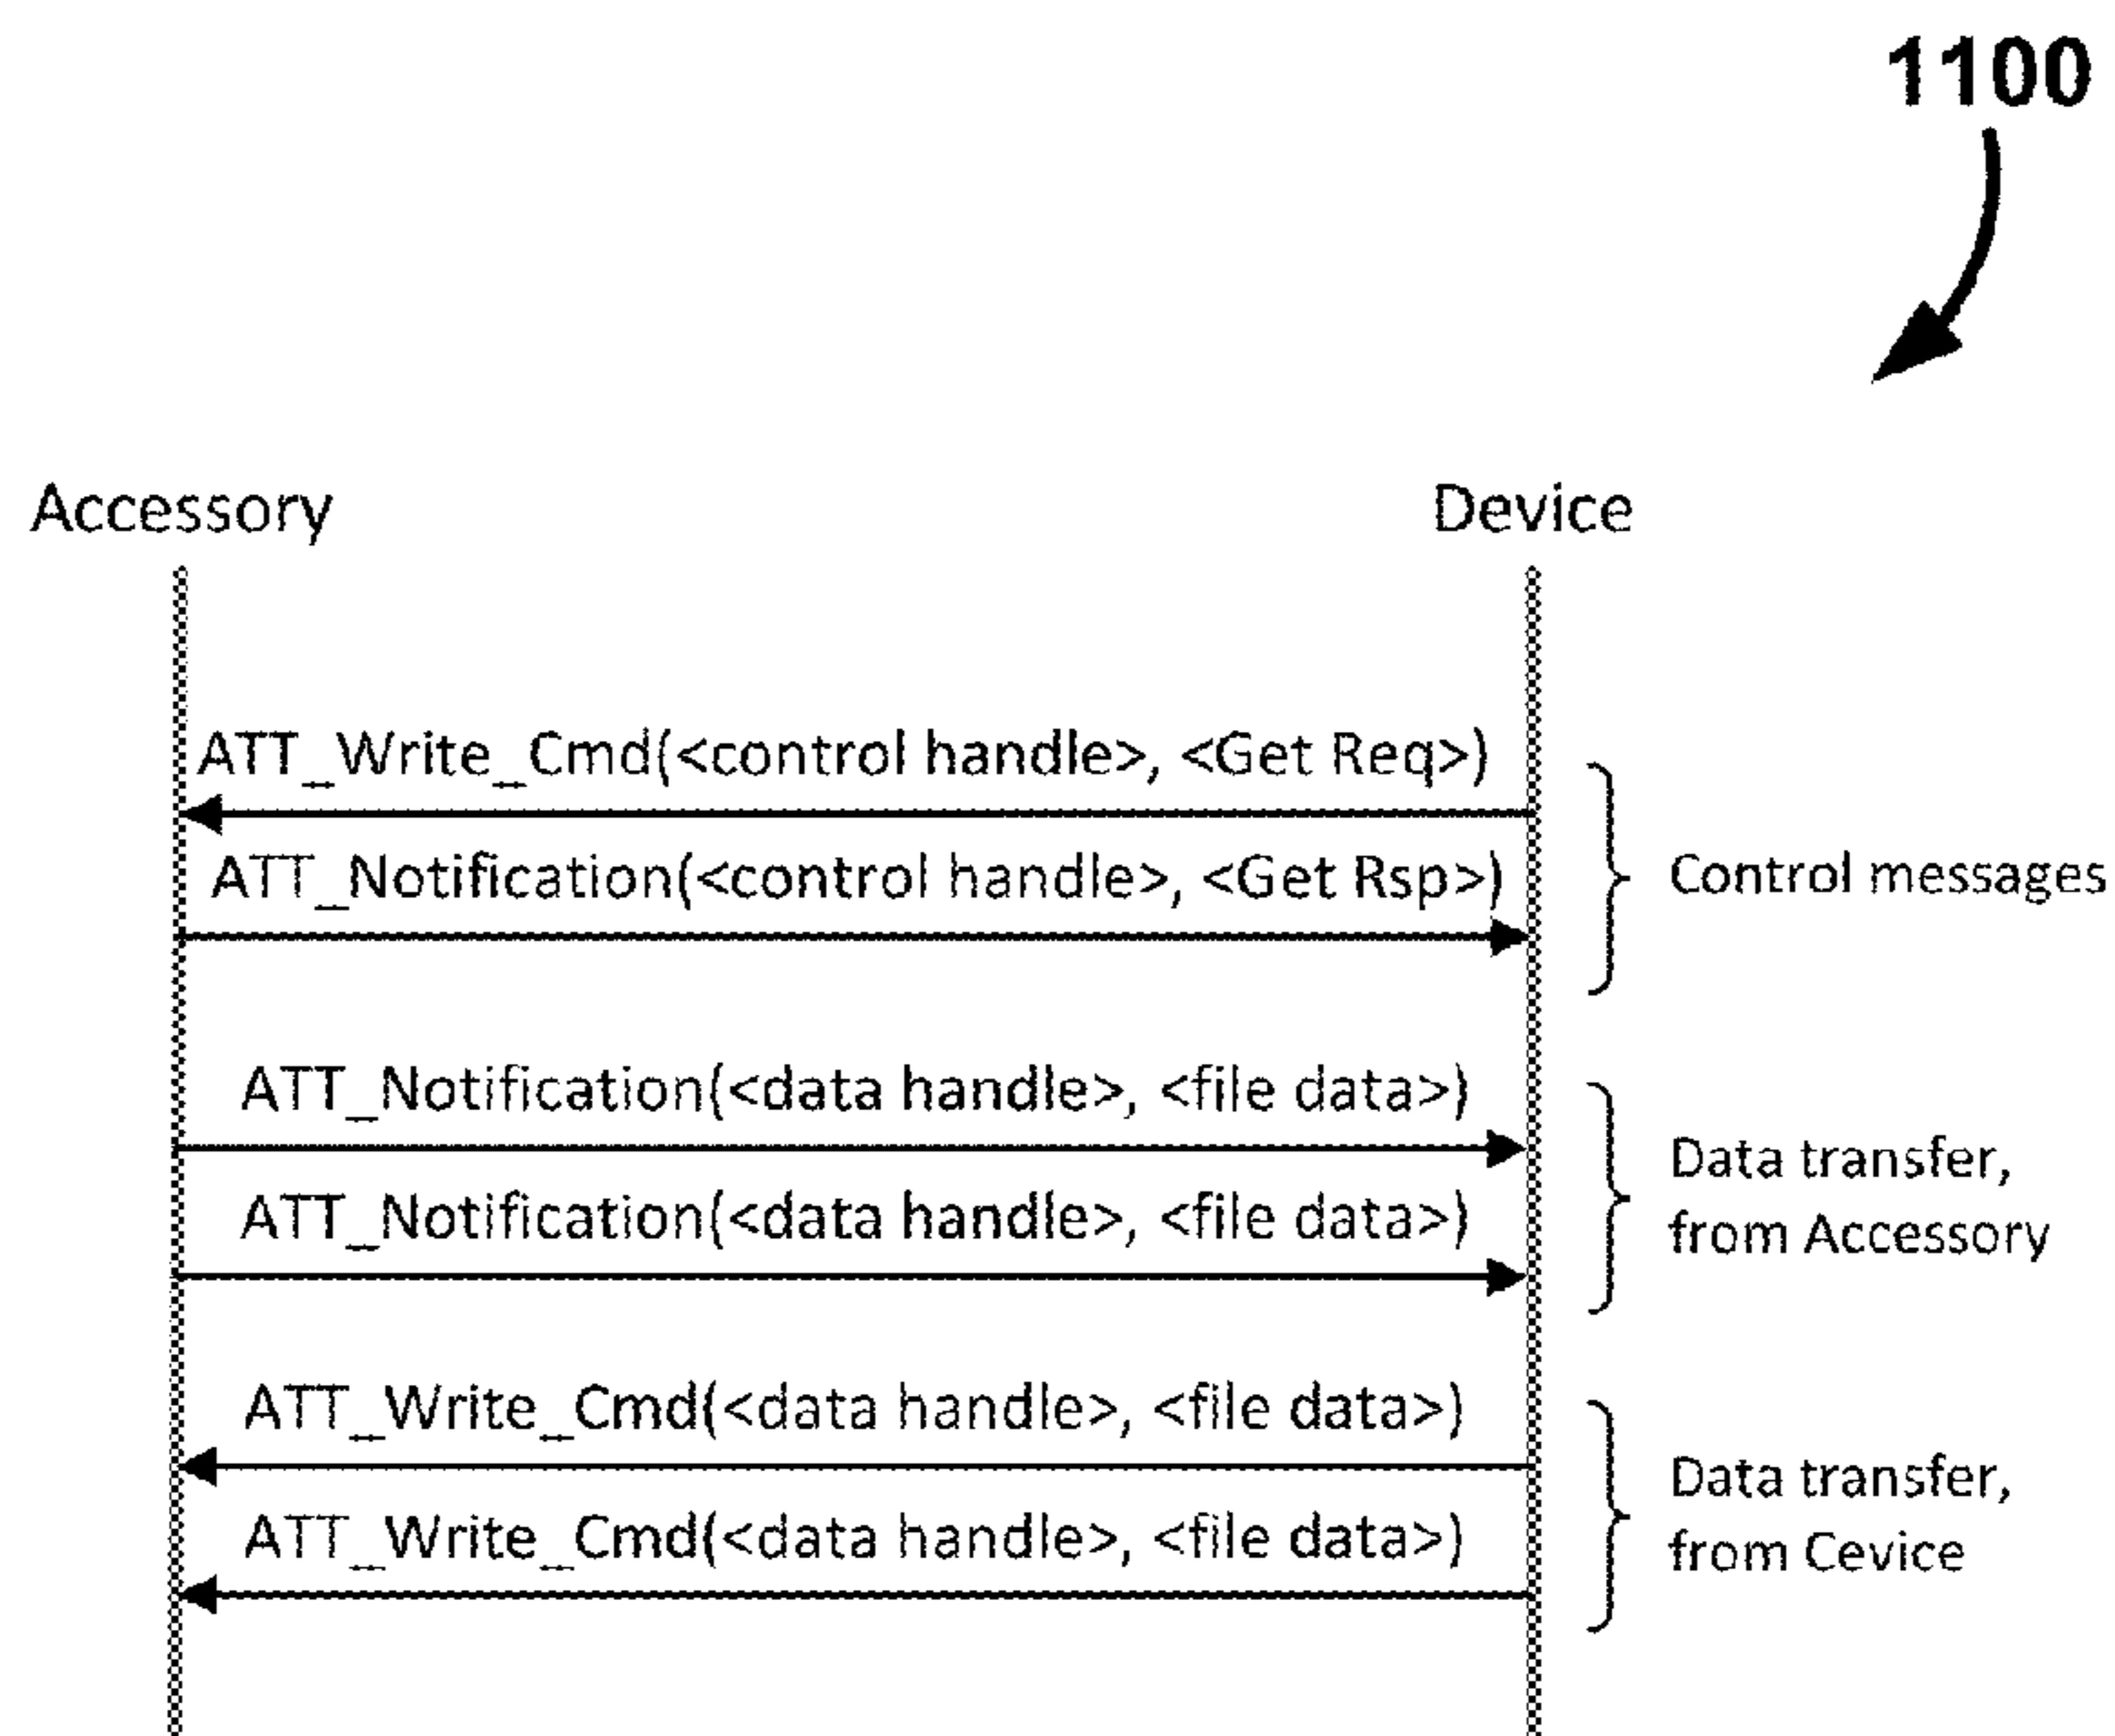 1100
Accessory
Device
ATT_Write_Cmd(<control handle>, <Get Req>)
ATT_Notification(<control handle>, <Get Rsp>)
Control messages
ATT_Notification(<data handle>, <file data>)
ATT_Notification(<data handle>, <file data>)
Data transfer,
from Accessory
ATT_Write_Cmd(<data handle>, <file data>)
ATT_Write_Cmd(<data handle>, <file data>)
Data transfer,
from Cevice